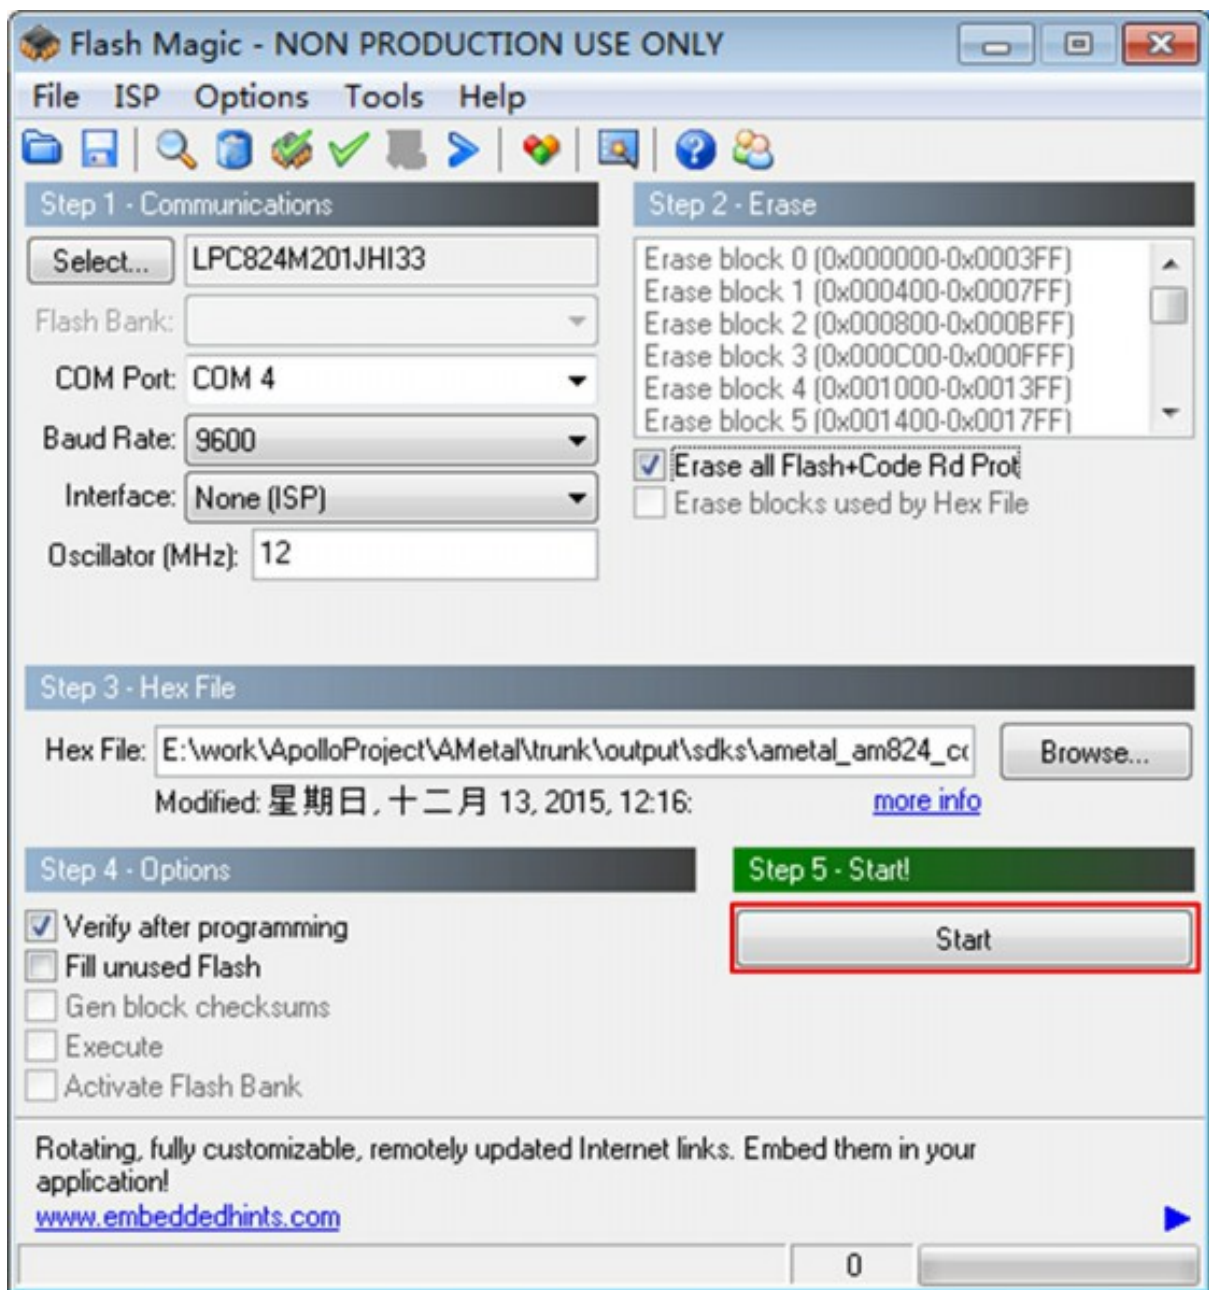 Flash Magic - NON PRODUCTION USE ONLY
File ISP Options Tools Help
Step 1 - Communications
Select... LPC824M201JHI33
Flash Bank:
COM Port: COM 4
Baud Rate: 9600
Interface: None (ISP)
Oscillator (MHz): 12
Step 2 - Erase
Erase block 0 (0x000000-0x0003FF)
Erase block 1 (0x000400-0x0007FF)
Erase block 2 (0x000800-0x000BFF)
Erase block 3 (0x000C00-0x000FFF)
Erase block 4 (0x001000-0x0013FF)
Erase block 5 (0x001400-0x0017FF)
Erase all Flash+Code Rd Prot
Erase blocks used by Hex File
Step 3 - Hex File
Hex File: E:\work\ApolloProject\AMetal\trunk\output\sdks\ametal_am824_cc Browse...
Modified: 星期日, 十二月 13, 2015, 12:16: more info
Step 4 - Options
Verify after programming
Fill unused Flash
Gen block checksums
Execute
Activate Flash Bank
Step 5 - Start!
Start
Rotating, fully customizable, remotely updated Internet links. Embed them in your
application!
www.embeddedhints.com
0